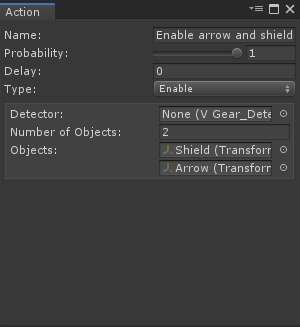 Action
Name: Enable arrow and shield
Probability: 1
Delay: 0
Type: Enable
Detector: None (V Gear_Dete
Number of Objects: 2
Objects: Shield (Transforr
Arrow (Transforr